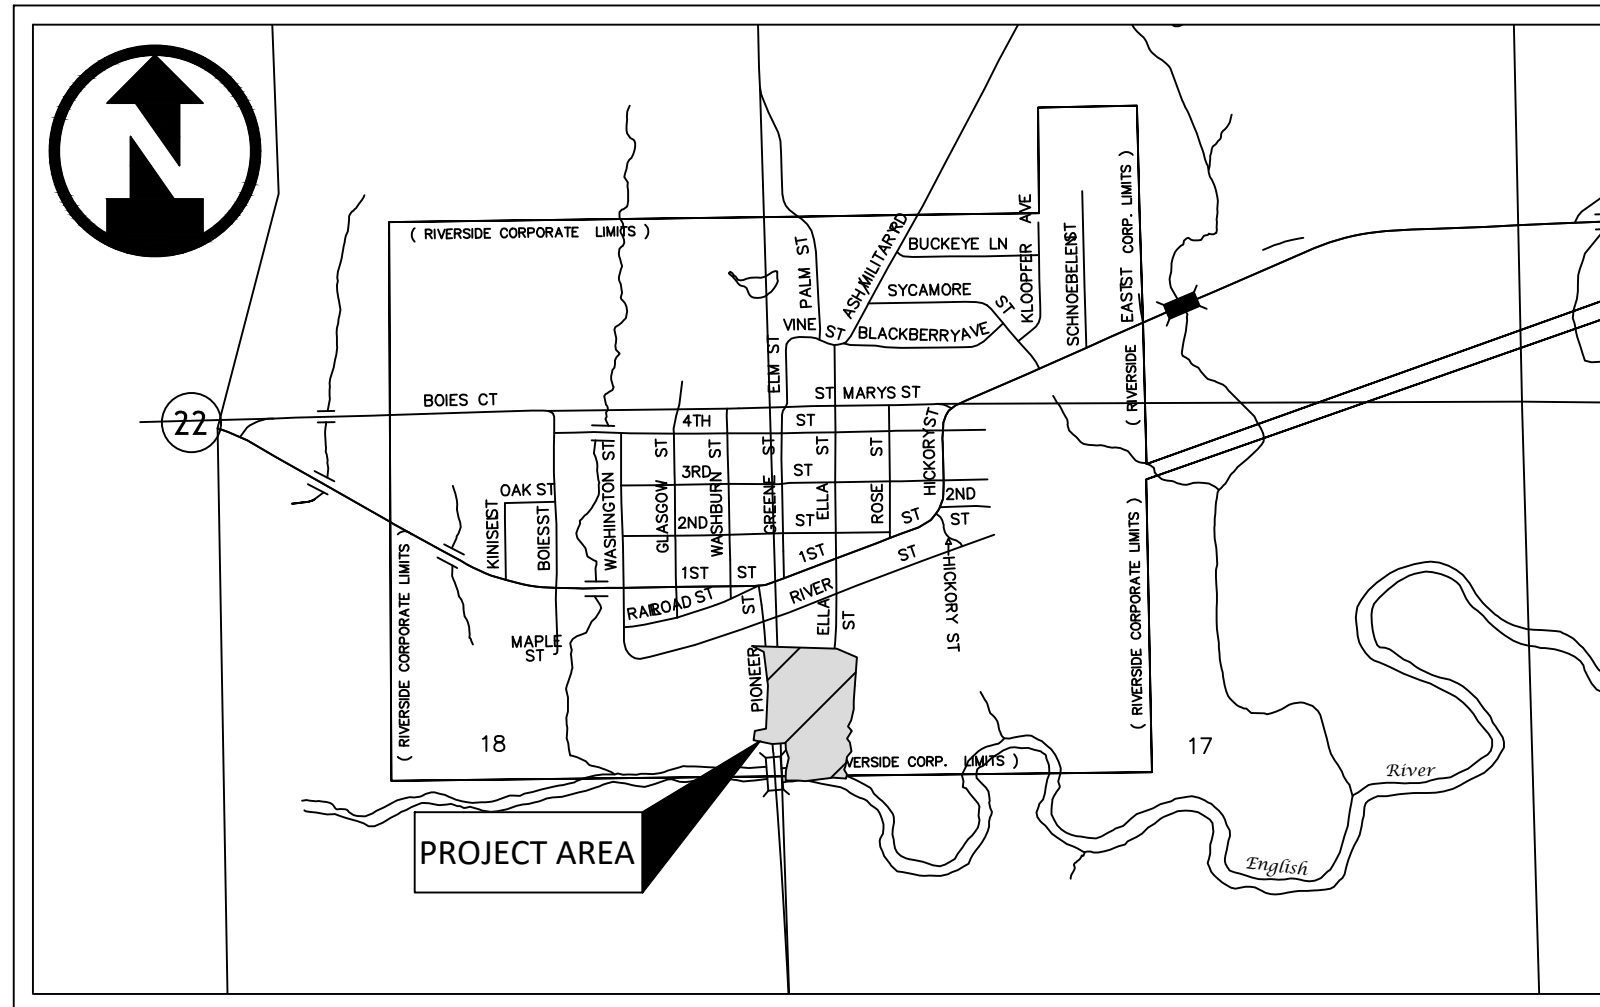 N
( RIVERSIDE CORPORATE LIMITS )
PALM ST
ASH/MILITARY RD
BUCKEYE LN
KLOOPFER AVE
SCHNOEBELEN ST
( RIVERSIDE EAST CORP. LIMITS )
SYCAMORE ST
VINE ST
BLACKBERRY AVE
ELM ST
BOIES CT
ST MARYS ST
22
4TH ST
HICKORY ST
WASHINGTON ST
GLASGOW ST
WASHBURN ST
GREENE ST
ELLA ST
ROSE ST
3RD ST
OAK ST
2ND
KINISE ST
BOIES ST
2ND ST
ST
ST
1ST
ST
1ST ST
RAILROAD ST
RIVER
ST
ELLA ST
HICKORY ST
( RIVERSIDE CORPORATE LIMITS )
( RIVERSIDE CORPORATE LIMITS )
MAPLE
ST
PIONEER
18
17
VERSIDE CORP. LIMITS )
River
PROJECT AREA
English